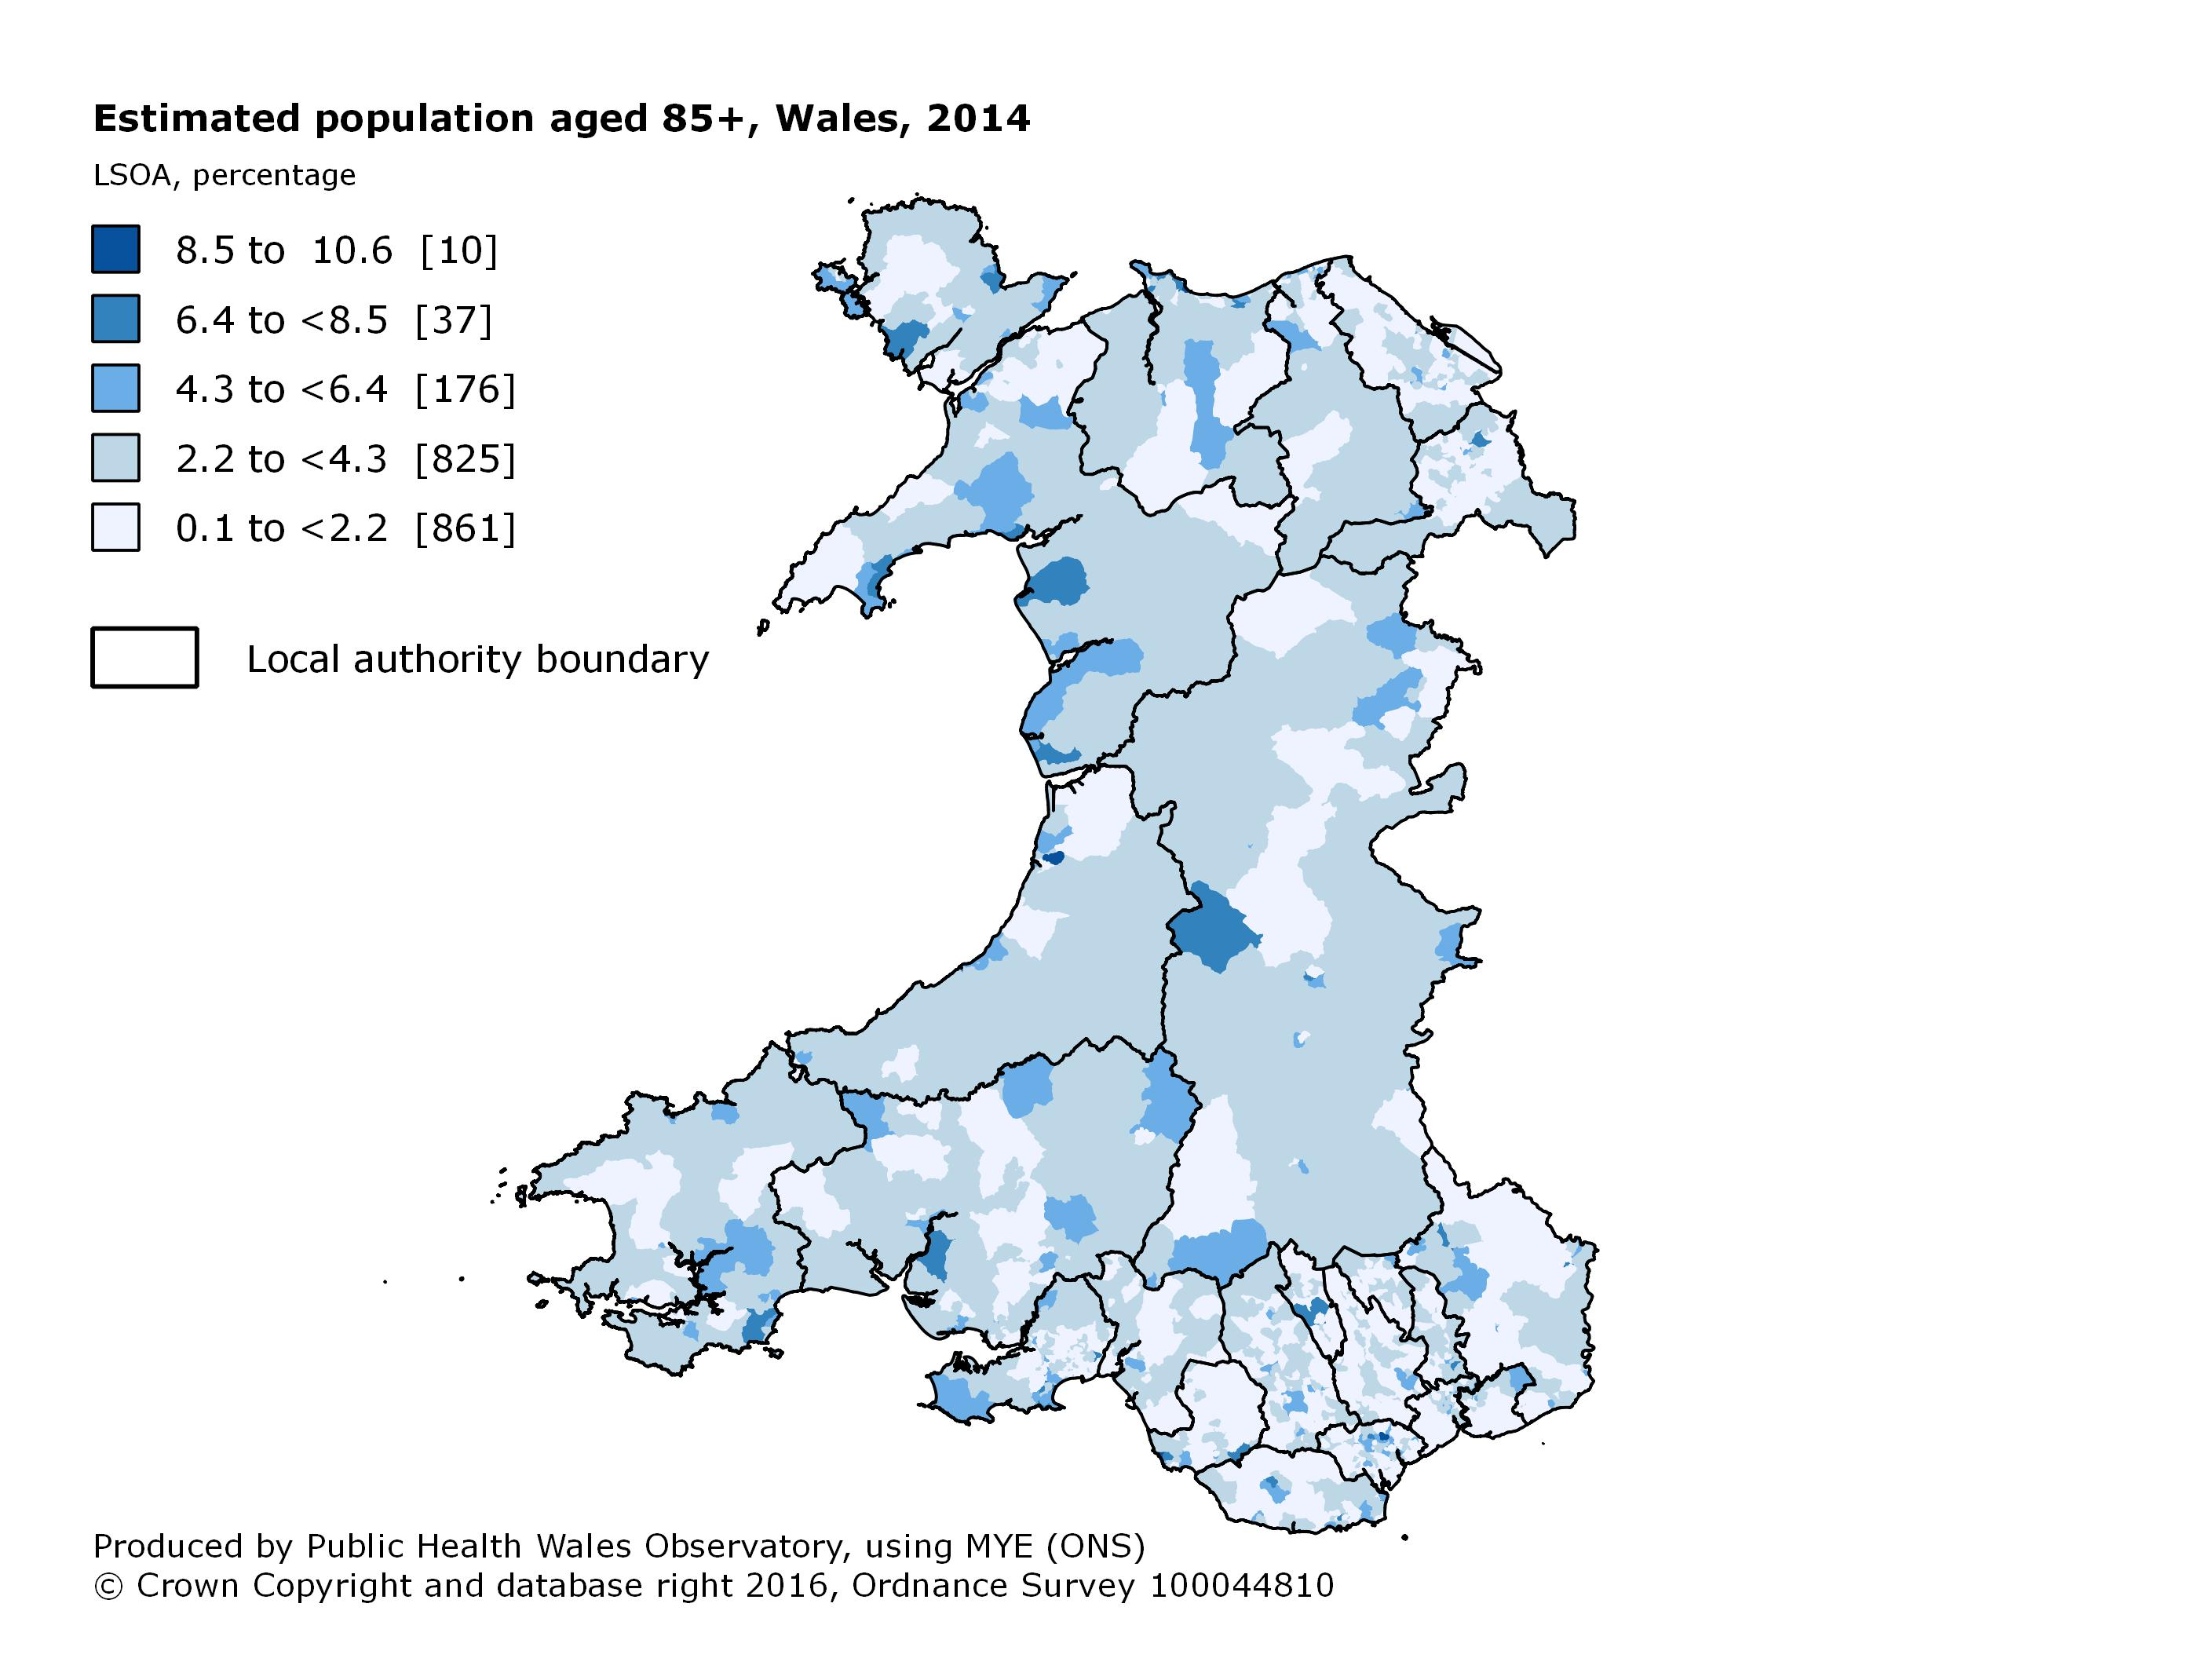 Estimated population aged 85+, Wales, 2014
LSOA, percentage
8.5 to 10.6 [10]
6.4 to <8.5 [37]
4.3 to <6.4 [176]
2.2 to <4.3 [825]
0.1 to <2.2 [861]
Local authority boundary
Produced by Public Health Wales Observatory, using MYE (ONS)
© Crown Copyright and database right 2016, Ordnance Survey 100044810